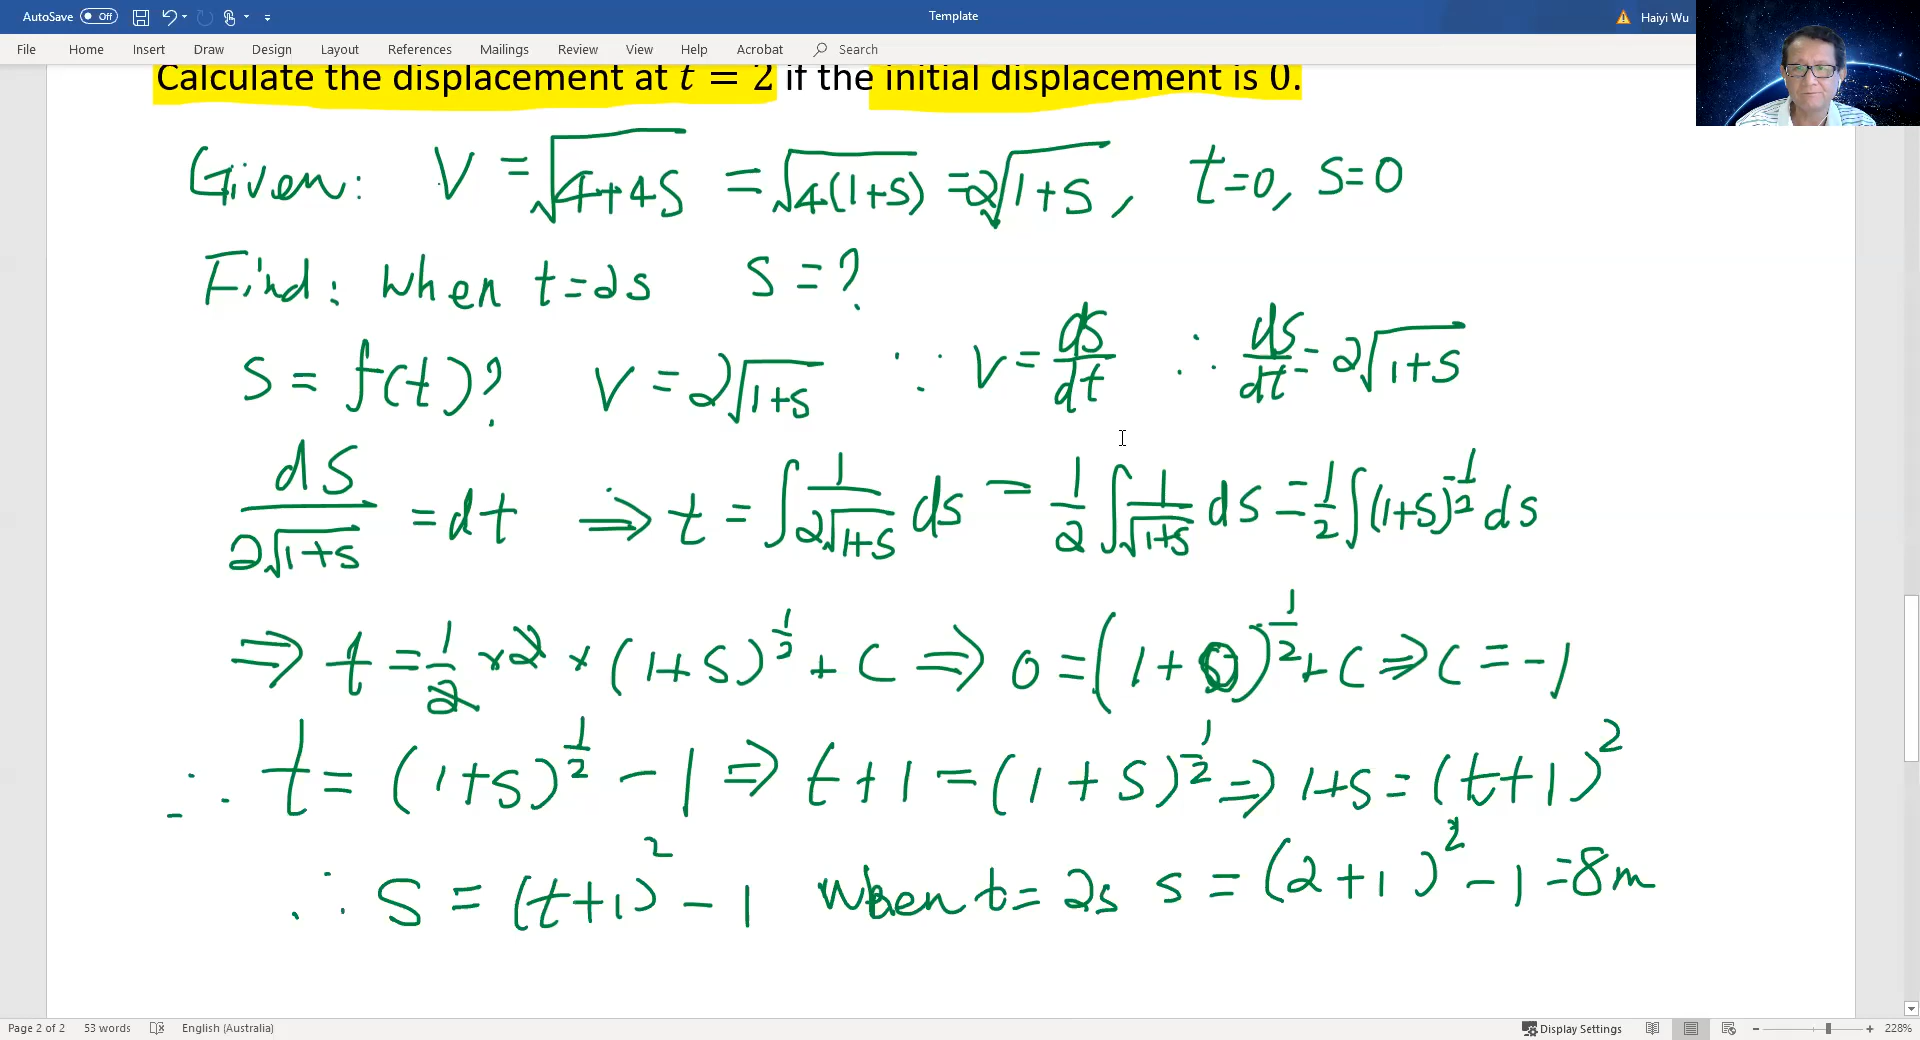 AutoSave Off Template Haiyi Wu
File Home Insert Draw Design Layout References Mailings Review View Help Acrobat Search
Calculate the displacement at t = 2 if the initial displacement is 0.
Given: V = √(4+4S) = √(4(1+S)) = 2√(1+S), t=0, S=0
Find: When t=2s S=?
S = f(t)? V = 2√(1+S) ∵ V = ds/dt ∴ ds/dt = 2√(1+S)
dS/(2√(1+S)) = dt ⇒ t = ∫ 1/(2√(1+S)) ds = 1/2 ∫ 1/√(1+S) dS = 1/2 ∫(1+S)^(-1/2) ds
⇒ t = 1/2 × 2 × (1+S)^(1/2) + C ⇒ 0 = (1+0)^(1/2) + C ⇒ C = -1
∴ t = (1+S)^(1/2) - 1 ⇒ t+1 = (1+S)^(1/2) ⇒ 1+S = (t+1)^2
∴ S = (t+1)^2 - 1 When t = 2s S = (2+1)^2 - 1 = 8m
Page 2 of 2 53 words English (Australia) Display Settings 228%